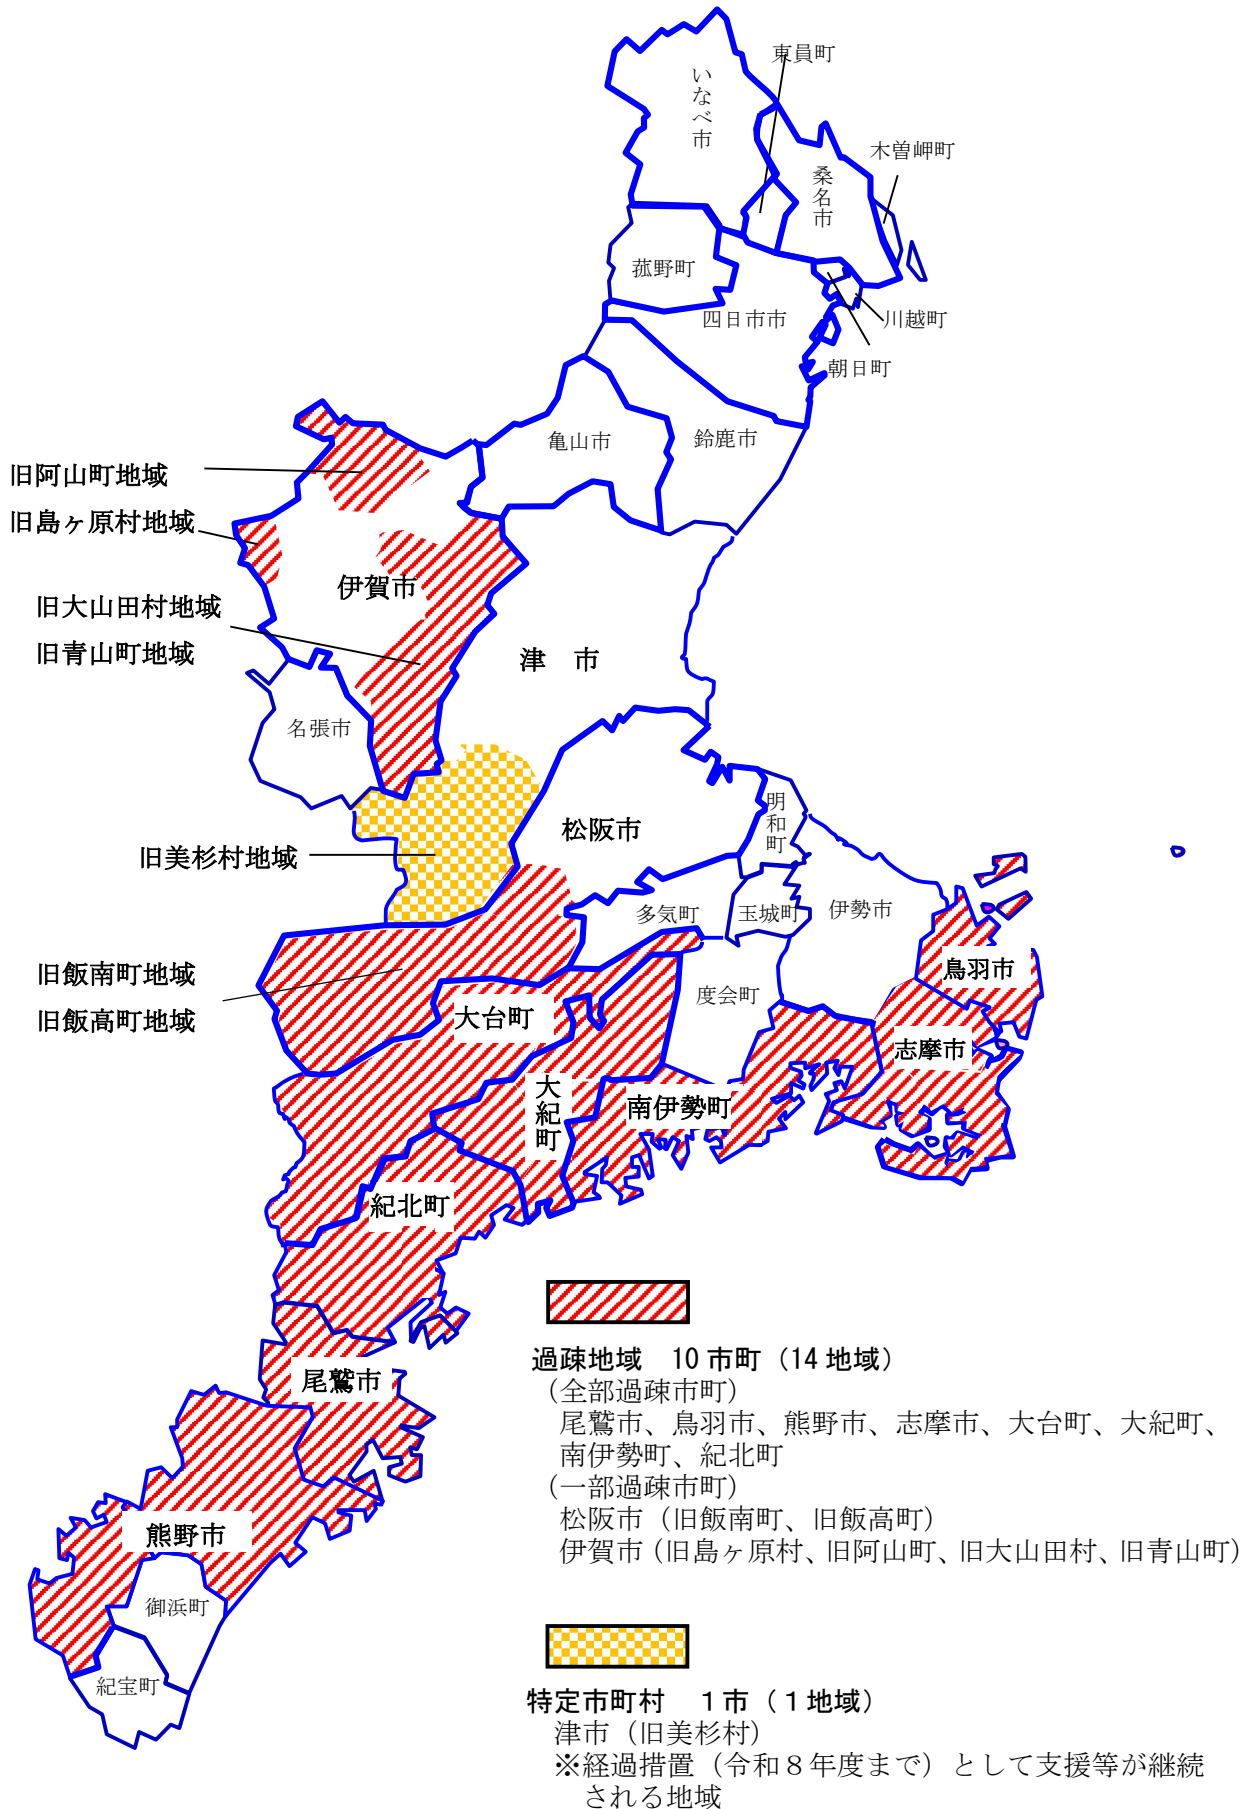 東員町
いなべ市
木曽岬町
桑名市
菰野町
四日市市
川越町
朝日町
亀山市
鈴鹿市
旧阿山町地域
旧島ヶ原村地域
伊賀市
旧大山田村地域
旧青山町地域
津　市
名張市
明和町
松阪市
旧美杉村地域
多気町
玉城町
伊勢市
鳥羽市
旧飯南町地域
旧飯高町地域
度会町
大台町
志摩市
大紀町
南伊勢町
紀北町
尾鷲市
熊野市
御浜町
紀宝町
過疎地域　10市町（14地域）
（全部過疎市町）
尾鷲市、鳥羽市、熊野市、志摩市、大台町、大紀町、
南伊勢町、紀北町
（一部過疎市町）
松阪市（旧飯南町、旧飯高町）
伊賀市（旧島ヶ原村、旧阿山町、旧大山田村、旧青山町）
特定市町村　１市（１地域）
津市（旧美杉村）
※経過措置（令和８年度まで）として支援等が継続
される地域